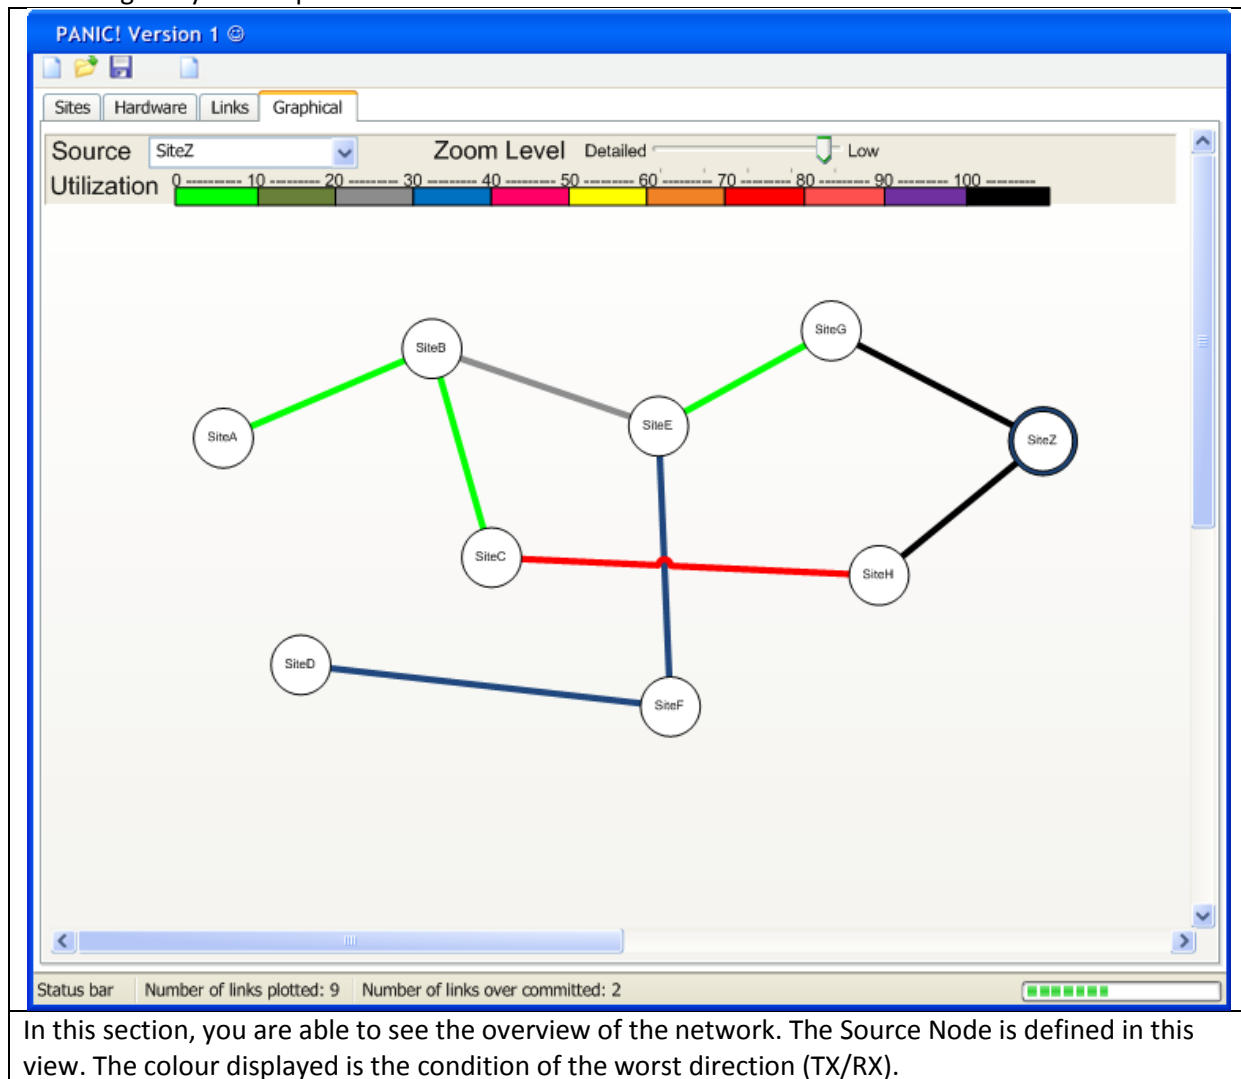 PANIC! Version 1 ☺
Sites Hardware Links Graphical
Source SiteZ Zoom Level Detailed Low
Utilization 0 ---------- 10 ---------- 20 ---------- 30 ---------- 40 ---------- 50 ---------- 60 ---------- 70 ---------- 80 ---------- 90 ---------- 100 ----------
SiteG
SiteB
SiteE
SiteA
SiteZ
SiteC
SiteH
SiteD
SiteF
Status bar Number of links plotted: 9 Number of links over committed: 2
In this section, you are able to see the overview of the network. The Source Node is defined in this
view. The colour displayed is the condition of the worst direction (TX/RX).